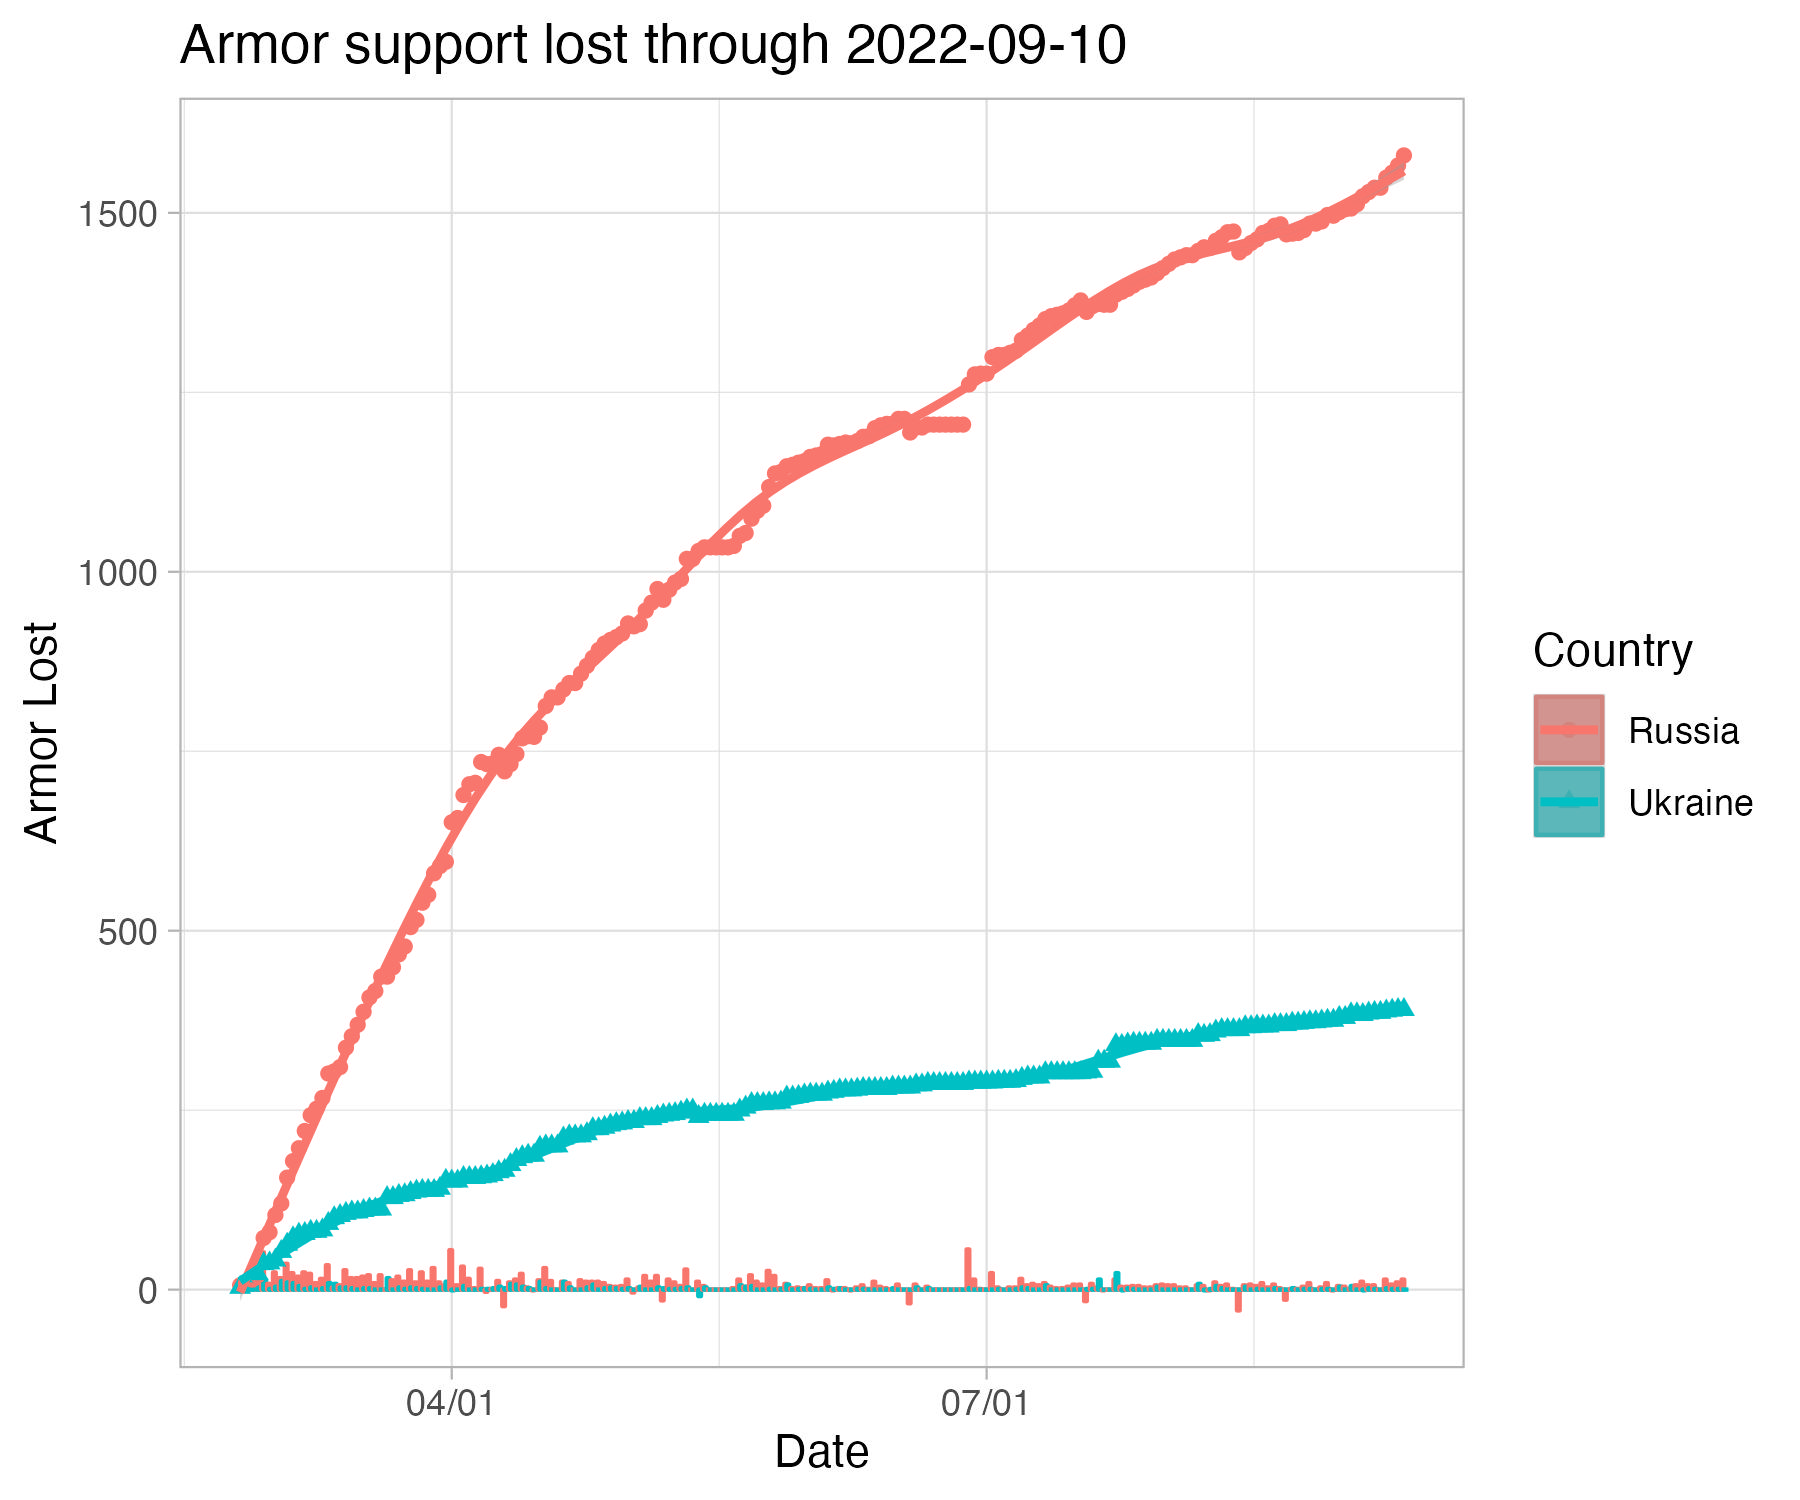 Armor support lost through 2022-09-10
Armor Lost
1500
1000
500
0
04/01
07/01
Date
Country
Russia
Ukraine